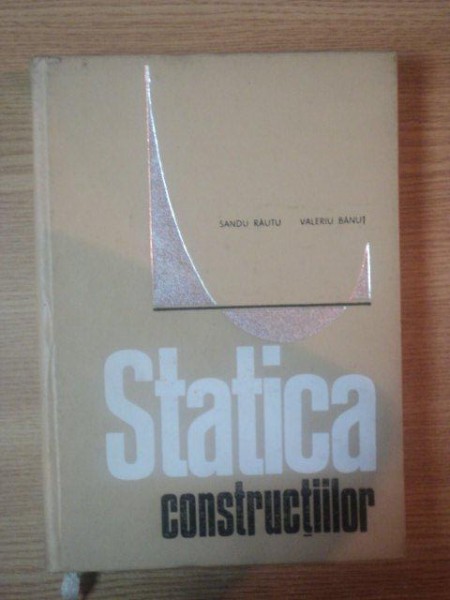 SANDU RĂUTU VALERIU BĂNUȚ
Statica
construcțiilor